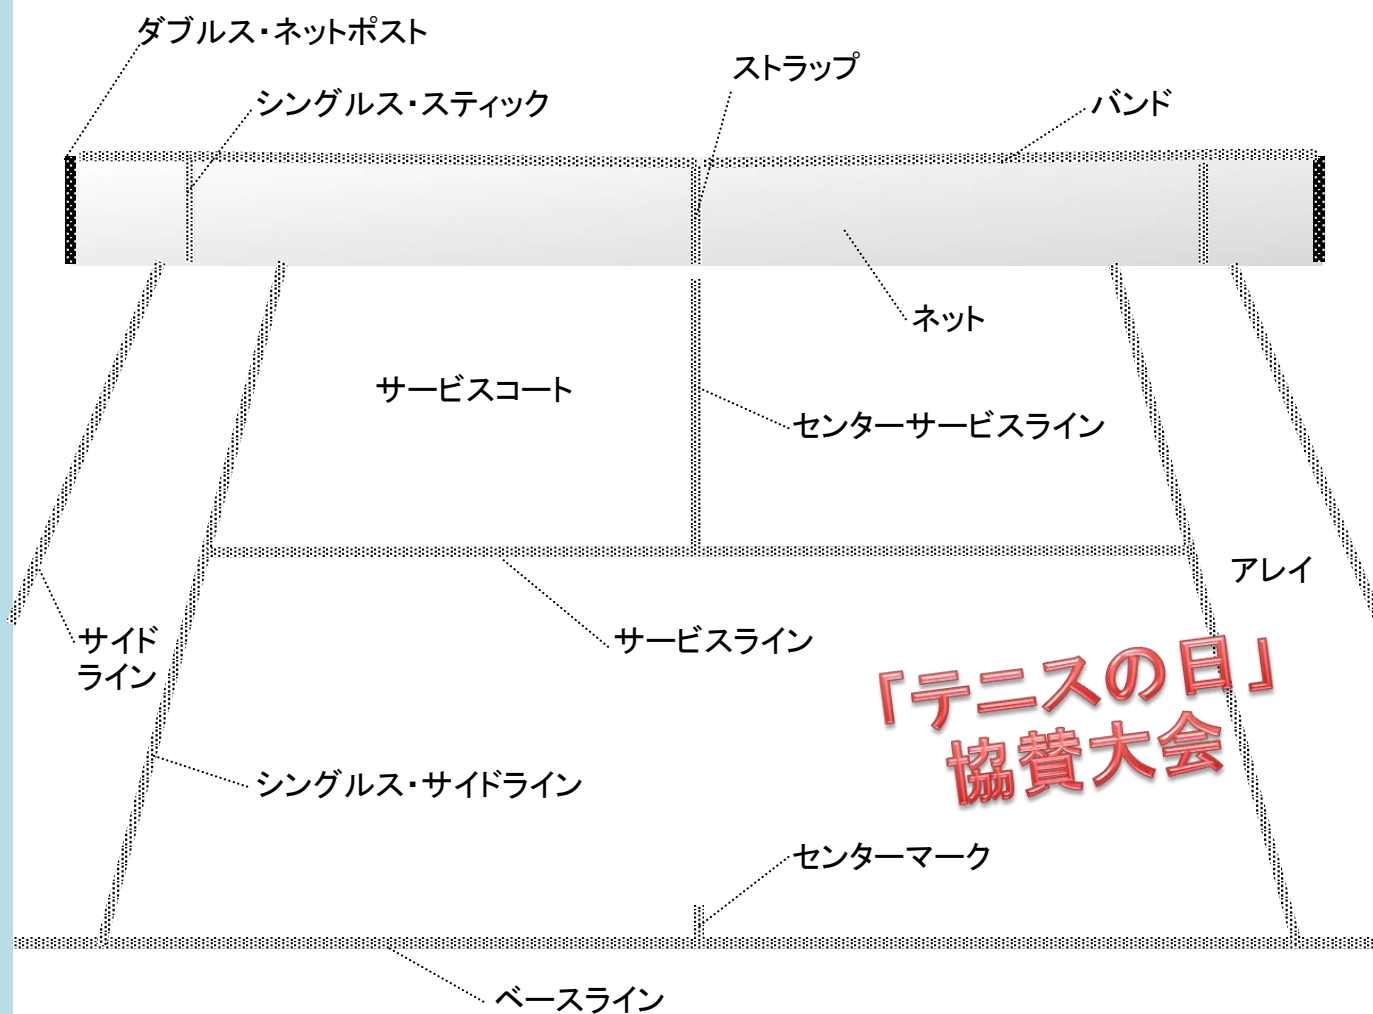 ダブルス・ネットポスト
ストラップ
シングルス・スティック
バンド
ネット
サービスコート
センターサービスライン
アレイ
サイド
ライン
サービスライン
「テニスの日」
協賛大会
シングルス・サイドライン
センターマーク
ベースライン